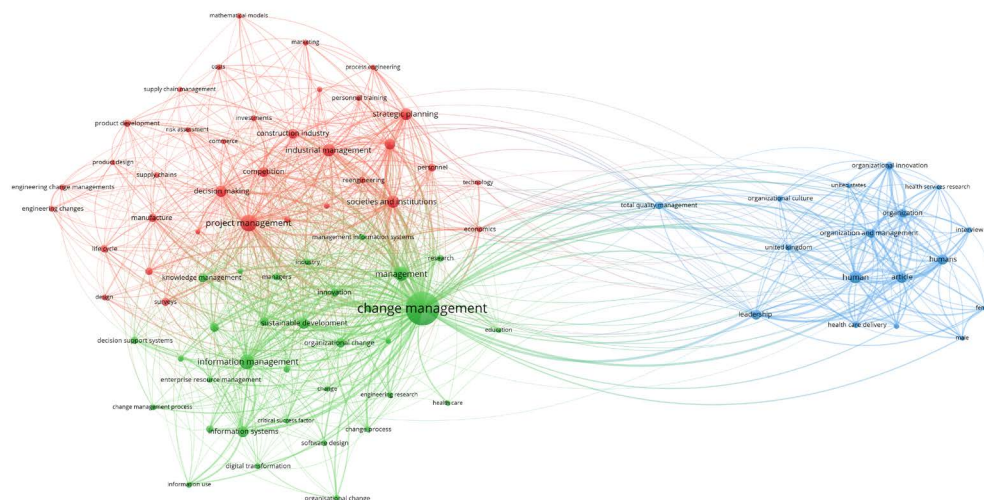 mathematical models
marketing
costs
process engineering
supply chain management
personnel training
strategic planning
product development
risk assessment
investments
construction industry
commerce
industrial management
product design
supply chains
competition
personnel
engineering change managements
decision making
reengineering
technology
engineering changes
manufacture
societies and institutions
project management
economics
management information systems
life cycle
research
industry
knowledge management
managers
management
design
surveys
innovation
change management
sustainable development
education
decision support systems
organizational change
information management
enterprise resource management
change
engineering research
health care
change management process
critical success factor
information systems
change process
software design
digital transformation
information use
organisational change
organizational innovation
united states
health services research
total quality management
organizational culture
organization
organization and management
interview
united kingdom
humans
human
article
leadership
health care delivery
male